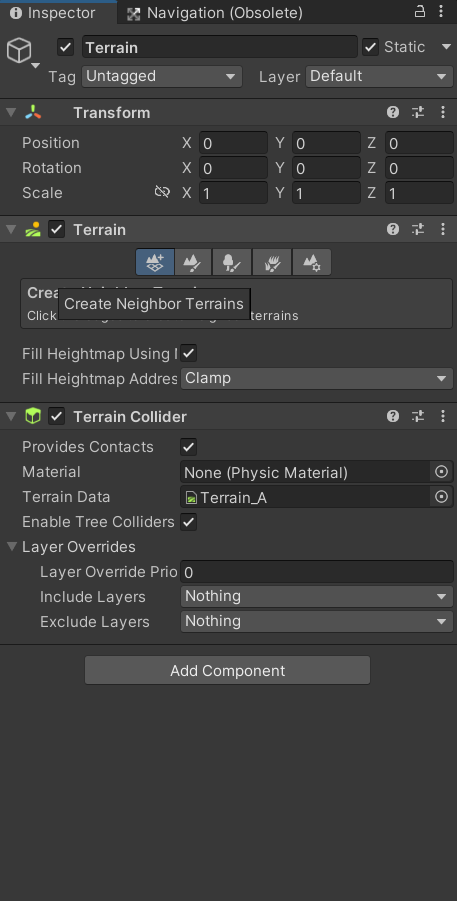 Inspector
Navigation (Obsolete)
Terrain
Static
Tag Untagged
Layer Default
Transform
Position X 0 Y 0 Z 0
Rotation X 0 Y 0 Z 0
Scale X 1 Y 1 Z 1
Terrain
Crea
Create Neighbor Terrains
Click terrains
Fill Heightmap Using
Fill Heightmap Addres Clamp
Terrain Collider
Provides Contacts
Material None (Physic Material)
Terrain Data Terrain_A
Enable Tree Colliders
Layer Overrides
Layer Override Prio 0
Include Layers Nothing
Exclude Layers Nothing
Add Component